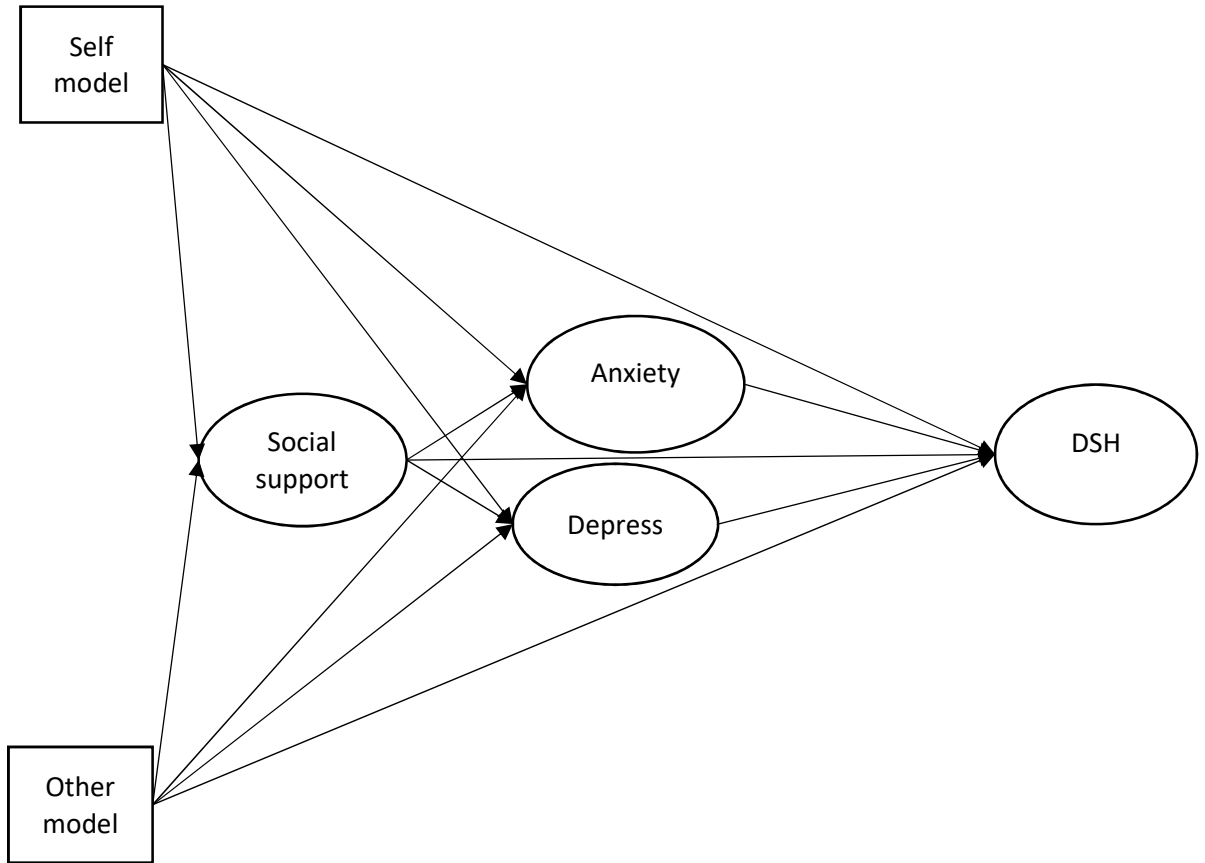 Self
model
Anxiety
Social
support
DSH
Depress
Other
model